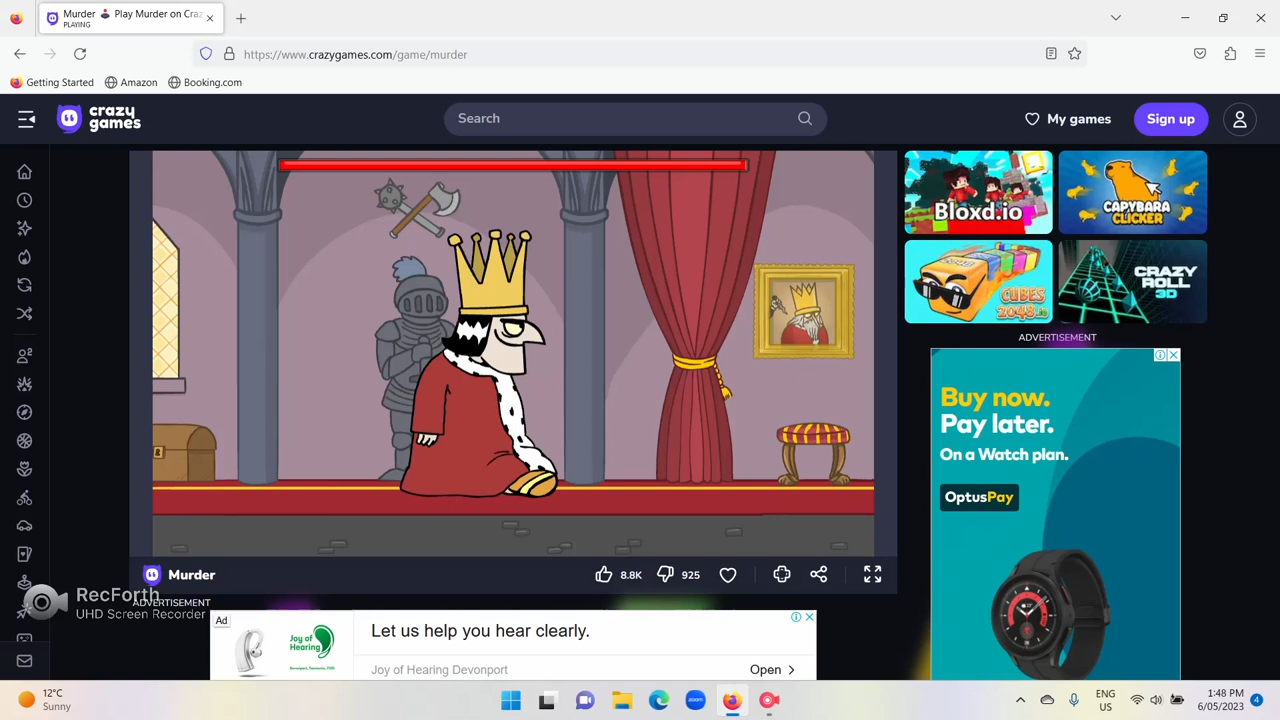 Murder 🕹️ Play Murder on Cra
PLAYING
https://www.crazygames.com/game/murder
Getting Started
Amazon
Booking.com
crazy
games
Search
My games
Sign up
Bloxd.io
CAPYBARA
CLICKER
CUBES
2048.io
CRAZY
ROLL
3D
ADVERTISEMENT
Buy now.
Pay later.
On a Watch plan.
OptusPay
Murder
8.8K
925
RecForth
UHD Screen Recorder
ADVERTISEMENT
Ad
Joy of
Hearing
Let us help you hear clearly.
Joy of Hearing Devonport
Open
12°C
Sunny
ENG
US
1:48 PM
6/05/2023
4